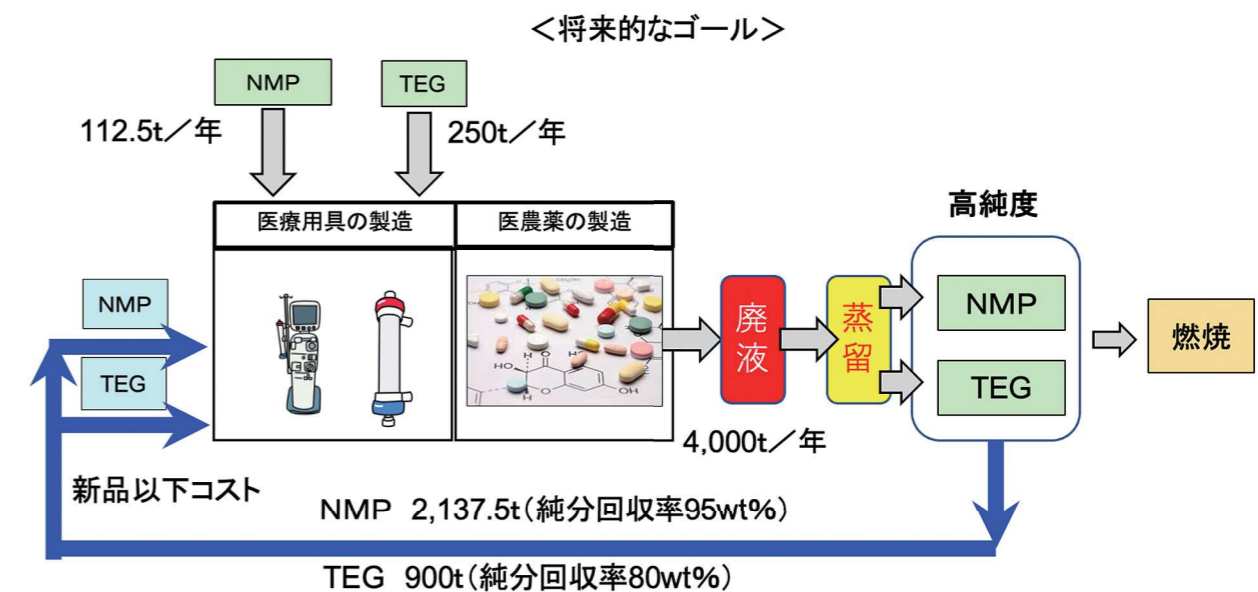 ＜将来的なゴール＞
NMP
TEG
112.5t／年
250t／年
医療用具の製造
医農薬の製造
高純度
NMP
TEG
HO
H
O
H
O
OH
廃液
蒸留
NMP
TEG
燃焼
4,000t／年
新品以下コスト
NMP 2,137.5t（純分回収率95wt%）
TEG 900t（純分回収率80wt%）